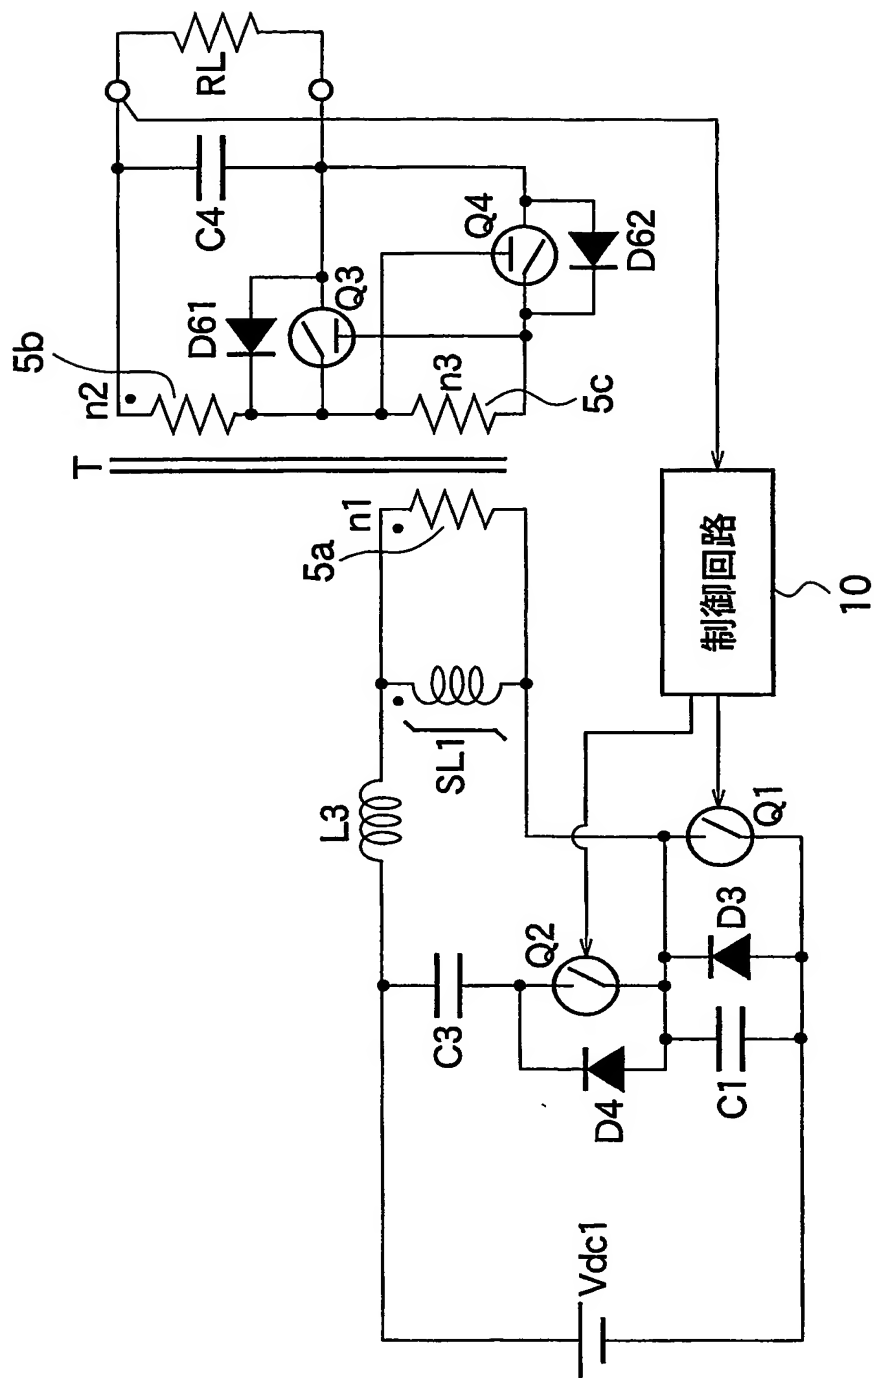 RL
C4
Q4
D62
Q3
D61
5b
n2
n3
5c
T
n1
5a
制御回路
10
SL1
L3
Q1
Q2
D3
C3
D4
C1
Vdc1